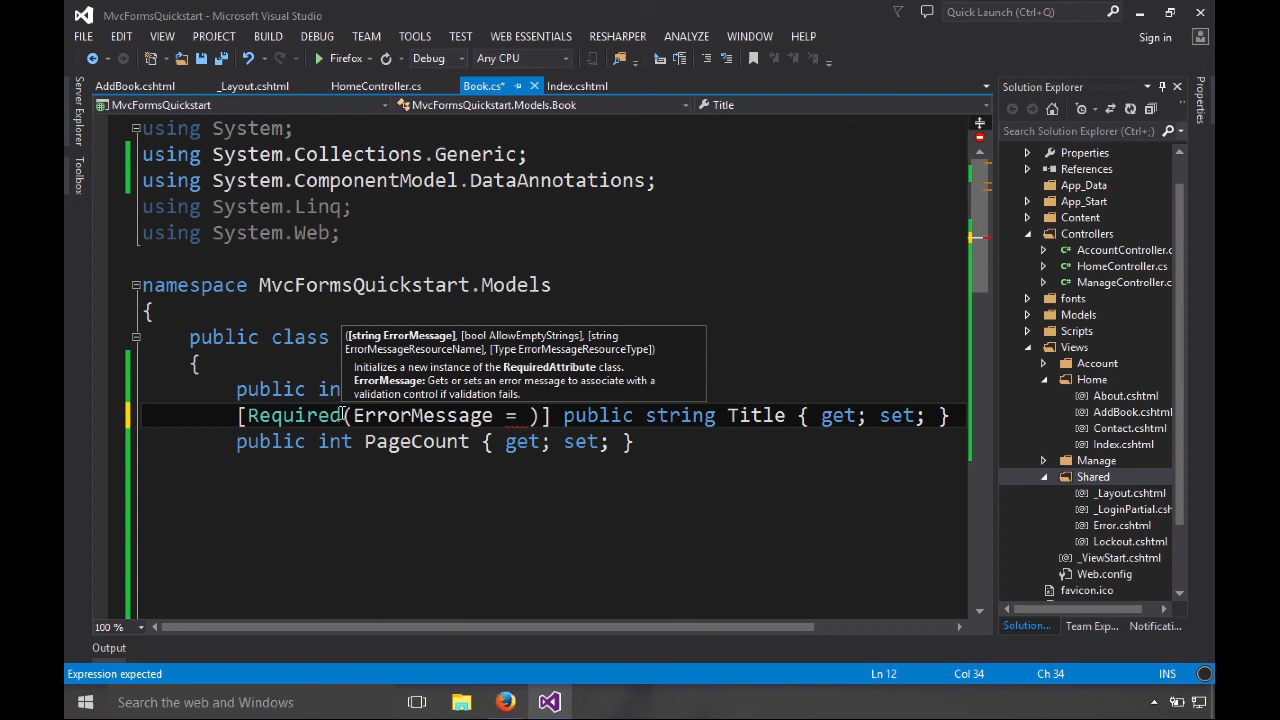 MvcFormsQuickstart - Microsoft Visual Studio
Quick Launch (Ctrl+Q)
FILE EDIT VIEW PROJECT BUILD DEBUG TEAM TOOLS TEST WEB ESSENTIALS RESHARPER ANALYZE WINDOW HELP
Sign in
Firefox Debug Any CPU
AddBook.cshtml _Layout.cshtml HomeController.cs Book.cs* Index.cshtml
MvcFormsQuickstart MvcFormsQuickstart.Models.Book Title
using System;
using System.Collections.Generic;
using System.ComponentModel.DataAnnotations;
using System.Linq;
using System.Web;
namespace MvcFormsQuickstart.Models
{
public class
{
public in
[Required(ErrorMessage = )] public string Title { get; set; }
public int PageCount { get; set; }
([string ErrorMessage], [bool AllowEmptyStrings], [string
ErrorMessageResourceName], [Type ErrorMessageResourceType])
Initializes a new instance of the RequiredAttribute class.
ErrorMessage: Gets or sets an error message to associate with a
validation control if validation fails.
Server Explorer
Toolbox
Solution Explorer
Search Solution Explorer (Ctrl+;)
Properties
References
App_Data
App_Start
Content
Controllers
AccountController.c
HomeController.cs
ManageController.cs
fonts
Models
Scripts
Views
Account
Home
About.cshtml
AddBook.cshtml
Contact.cshtml
Index.cshtml
Manage
Shared
_Layout.cshtml
_LoginPartial.csh
Error.cshtml
Lockout.cshtml
_ViewStart.cshtml
Web.config
favicon.ico
Solution... Team Exp... Notificati...
Properties
100 %
Output
Expression expected Ln 12 Col 34 Ch 34 INS
Search the web and Windows